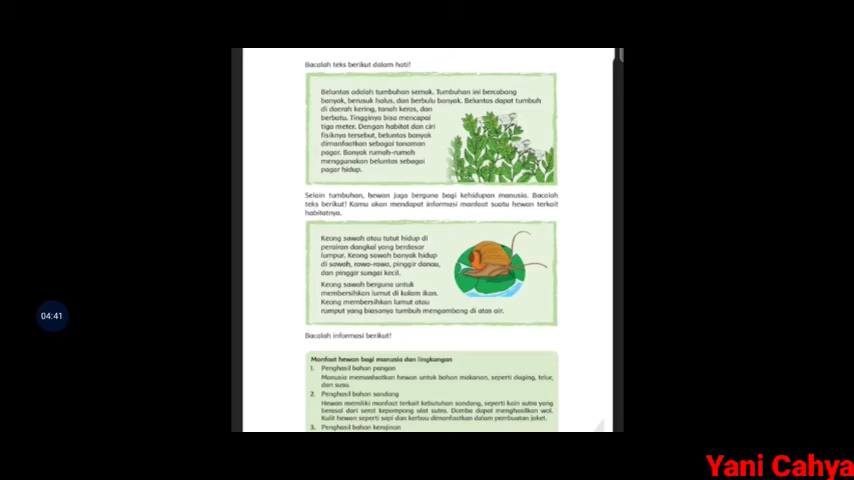 Bacalah teks berikut dalam hati!
Beluntas adalah tumbuhan semak. Tumbuhan ini bercabang
banyak, berusuk halus, dan berbulu banyak. Beluntas dapat tumbuh
di daerah kering, tanah keras, dan
berbatu. Tingginya bisa mencapai
tiga meter. Dengan habitat dan ciri
fisiknya tersebut, beluntas banyak
dimanfaatkan sebagai tanaman
pagar. Banyak rumah-rumah
menggunakan beluntas sebagai
pagar hidup.
Selain tumbuhan, hewan juga berguna bagi kehidupan manusia. Bacalah
teks berikut! Kamu akan mendapat informasi manfaat suatu hewan terkait
habitatnya.
Keong sawah atau tutut hidup di
perairan dangkal yang berdasar
lumpur. Keong sawah banyak hidup
di sawah, rawa-rawa, pinggir danau,
dan pinggir sungai kecil.
Keong sawah berguna untuk
membersihkan lumut di kolam ikan.
Keong membersihkan lumut atau
rumput yang biasanya tumbuh mengambang di atas air.
04:41
Bacalah informasi berikut!
Manfaat hewan bagi manusia dan lingkungan
1. Penghasil bahan pangan
Manusia memanfaatkan hewan untuk bahan makanan, seperti daging, telur,
dan susu.
2. Penghasil bahan sandang
Hewan memiliki manfaat terkait kebutuhan sandang, seperti kain sutra yang
berasal dari serat kepompong ulat sutra. Domba dapat menghasilkan wol.
Kulit hewan seperti sapi dan kerbau dimanfaatkan dalam pembuatan jaket.
3. Penghasil bahan kerajinan
Yani Cahya